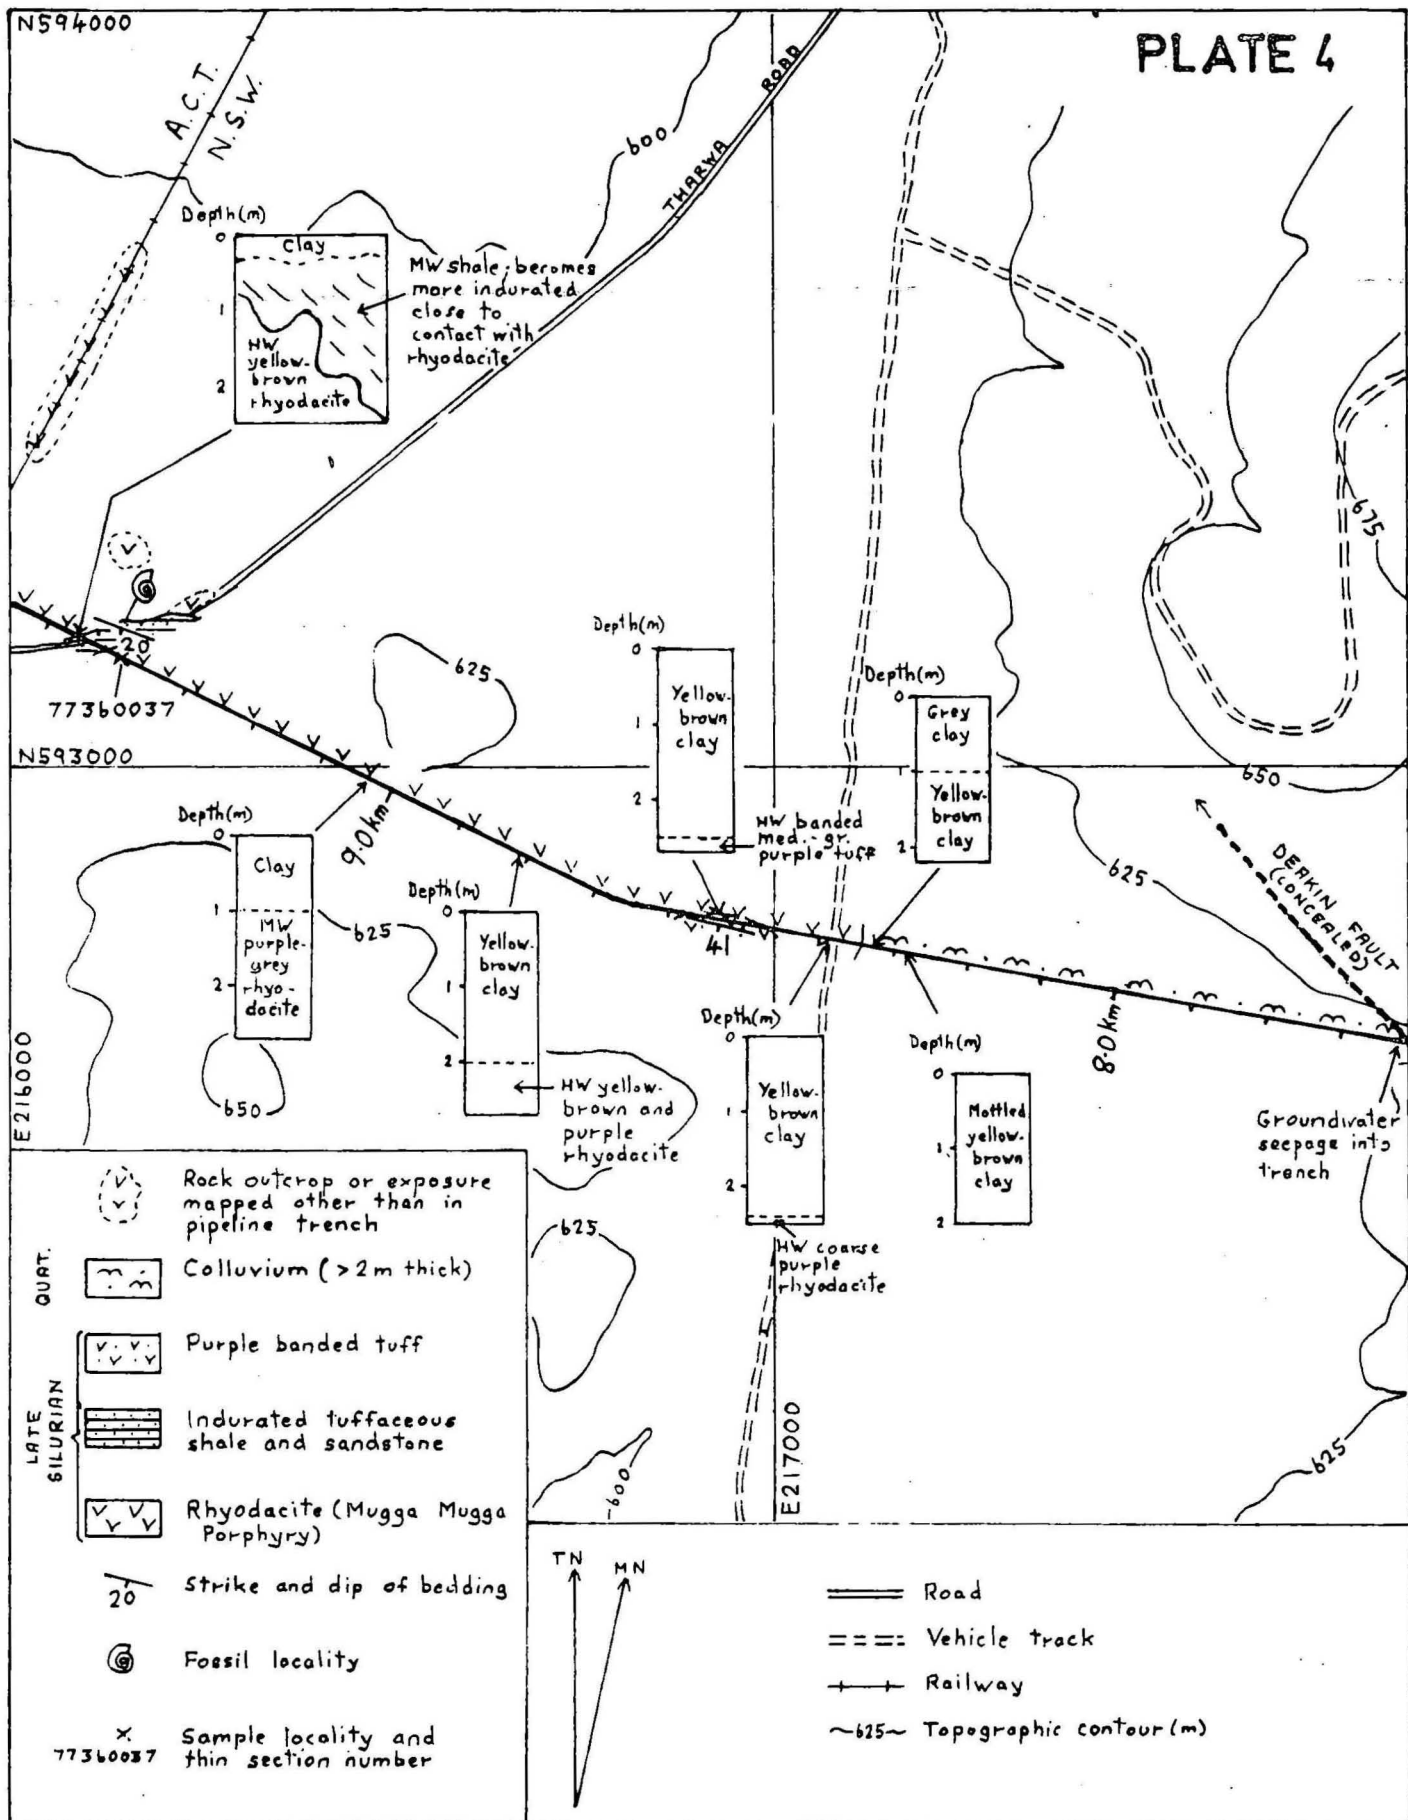 N594000
PLATE 4
A.C.T.
N.S.W.
THARWA ROAD
600
Depth(m)
0
Clay
1
2
HW
yellow-
brown
rhyodacite
MW shale; becomes
more indurated
close to
contact with
rhyodacite
675
20
77360037
625
N593000
Depth(m)
0
1
2
Yellow-
brown
clay
HW banded
med.-gr.
purple tuff
Depth(m)
0
1
2
Grey
clay
Yellow-
brown
clay
650
DEAKIN FAULT
(CONCEALED)
625
9.0km
Depth(m)
0
1
2
Clay
MW
purple-
grey
rhyo-
dacite
625
650
E216000
Depth(m)
0
1
2
Yellow-
brown
clay
HW yellow-
brown and
purple
rhyodacite
41
Depth(m)
0
1
2
Yellow-
brown
clay
HW coarse
purple
rhyodacite
Depth(m)
0
1
2
Mottled
yellow-
brown
clay
8.0km
Groundwater
seepage into
trench
625
600
E217000
625
Rock outcrop or exposure
mapped other than in
pipeline trench
QUAT.
Colluvium (>2m thick)
LATE
SILURIAN
Purple banded tuff
Indurated tuffaceous
shale and sandstone
Rhyodacite (Mugga Mugga
Porphyry)
20
Strike and dip of bedding
Fossil locality
77360037
Sample locality and
thin section number
TN
MN
Road
Vehicle track
Railway
~625~ Topographic contour (m)